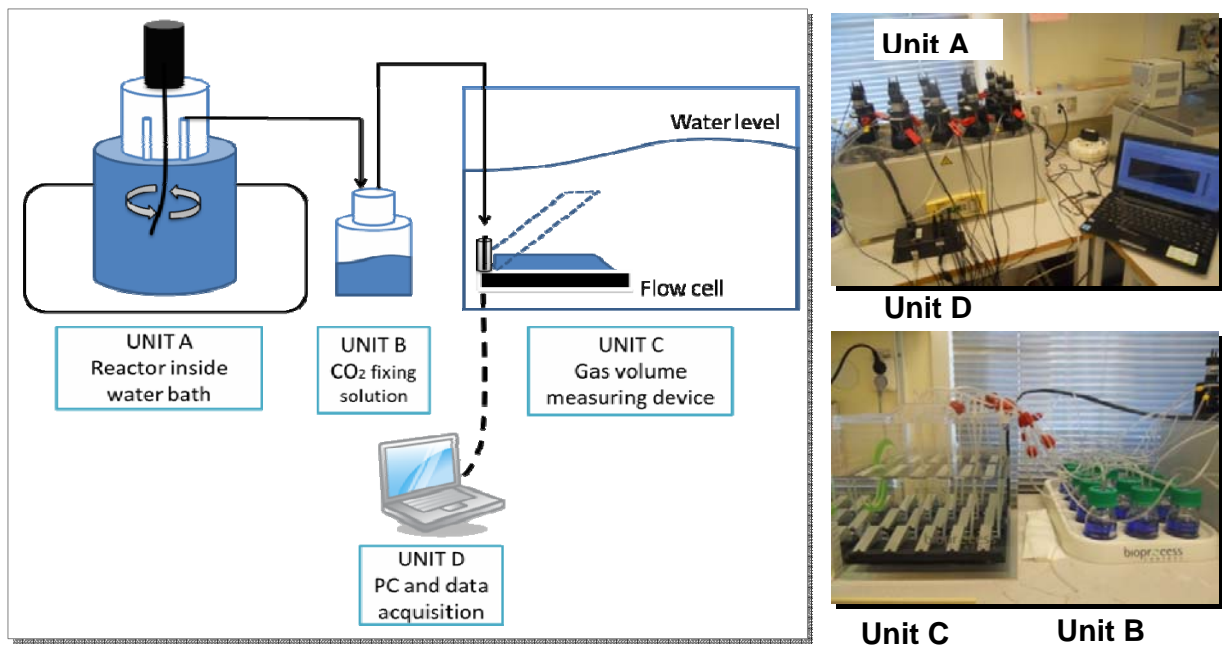 Water level
Flow cell
UNIT A
Reactor inside
water bath
UNIT B
CO₂ fixing
solution
UNIT C
Gas volume
measuring device
UNIT D
PC and data
acquisition
Unit A
Unit D
bioprocess
CONTROL
Unit C
Unit B